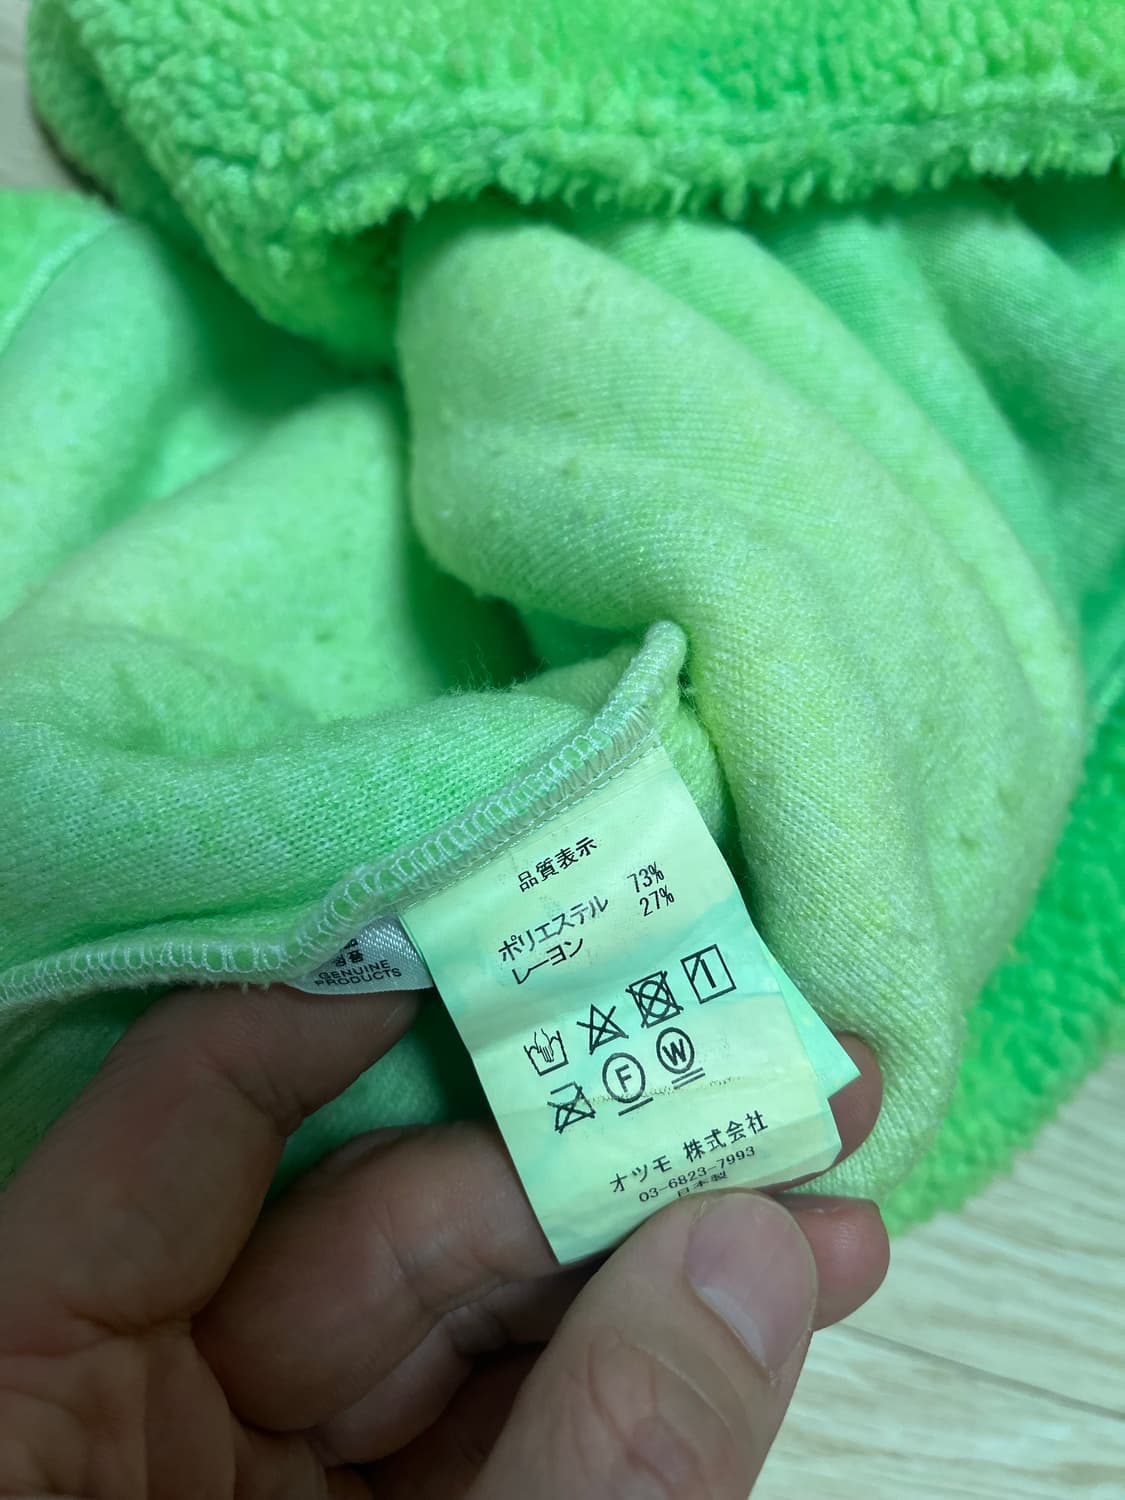 品質表示
ポリエステル 73%
レーヨン 27%
F
W
オツモ 株式会社
03-6823-7993
日本製
GENUINE
PRODUCTS